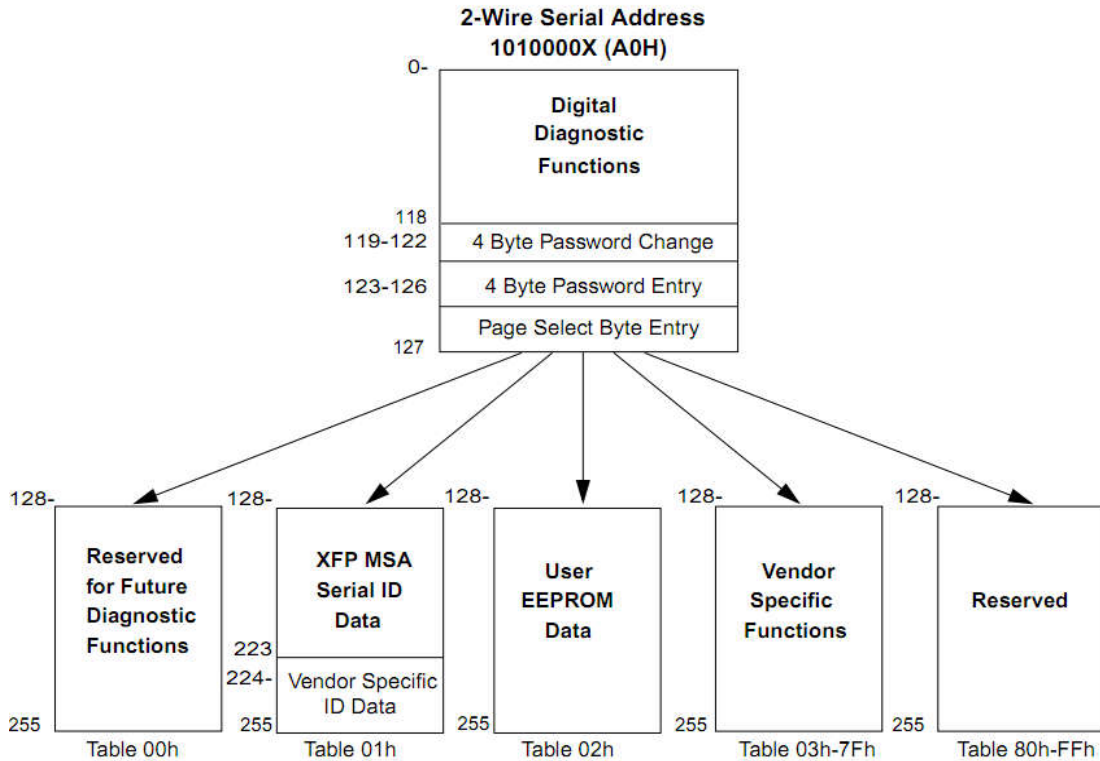 2-Wire Serial Address
1010000X (A0H)
0-
Digital
Diagnostic
Functions
118
119-122
4 Byte Password Change
123-126
4 Byte Password Entry
Page Select Byte Entry
127
128-
Reserved
for Future
Diagnostic
Functions
255
Table 00h
128-
XFP MSA
Serial ID
Data
223
224-
Vendor Specific
ID Data
255
Table 01h
128-
User
EEPROM
Data
255
Table 02h
128-
Vendor
Specific
Functions
255
Table 03h-7Fh
128-
Reserved
255
Table 80h-FFh